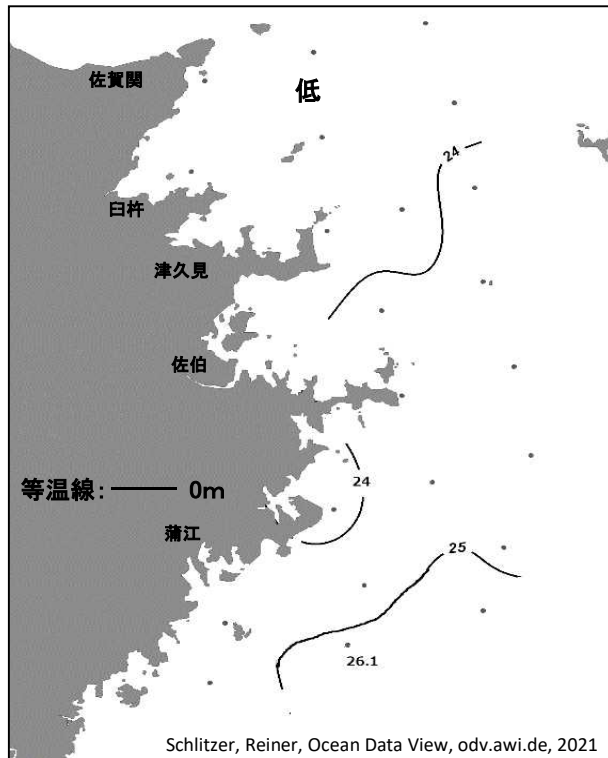 佐賀関
低
24
臼杵
津久見
佐伯
24
等温線: 0m
蒲江
25
26.1
Schlitzer, Reiner, Ocean Data View, odv.awi.de, 2021